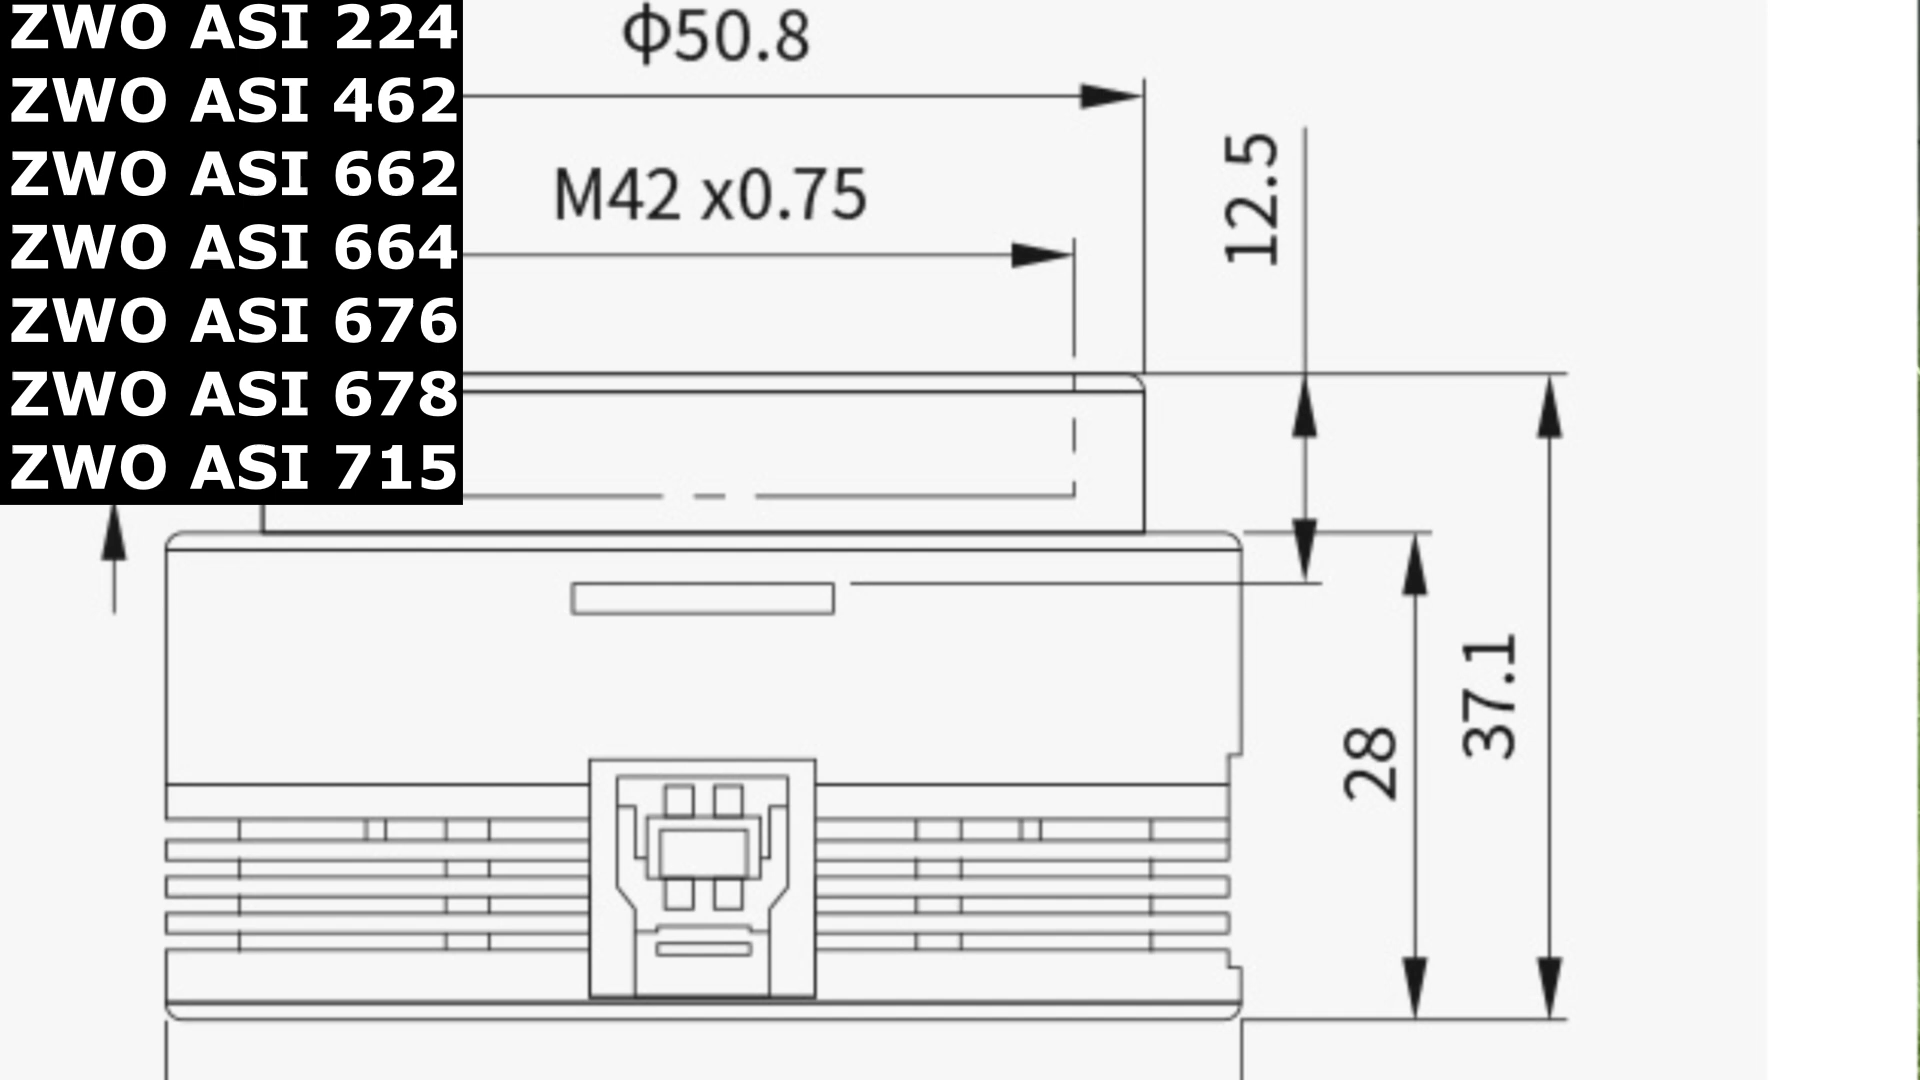 ZWO ASI 224
ZWO ASI 462
ZWO ASI 662
ZWO ASI 664
ZWO ASI 676
ZWO ASI 678
ZWO ASI 715
Φ50.8
M42 x0.75
12.5
28
37.1